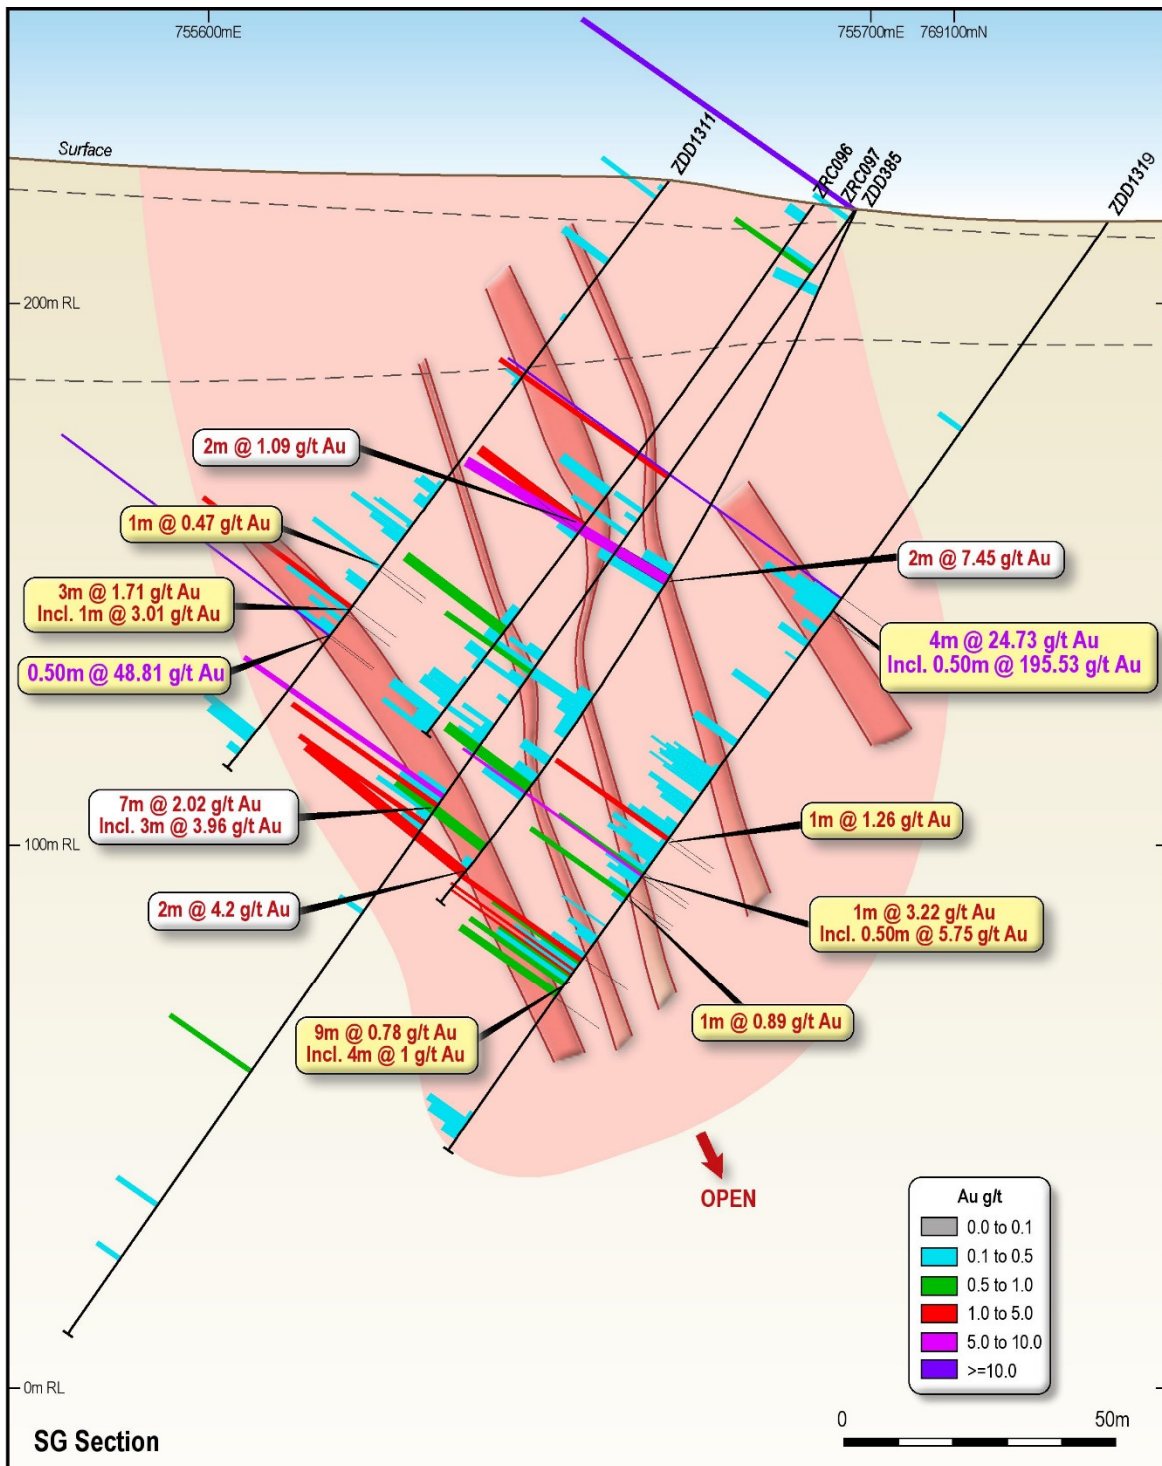 755600mE
755700mE
769100mN
Surface
ZDD1311
ZRC096
ZRC097
ZDD385
ZDD1319
200m RL
2m @ 1.09 g/t Au
1m @ 0.47 g/t Au
2m @ 7.45 g/t Au
3m @ 1.71 g/t Au
Incl. 1m @ 3.01 g/t Au
4m @ 24.73 g/t Au
Incl. 0.50m @ 195.53 g/t Au
0.50m @ 48.81 g/t Au
7m @ 2.02 g/t Au
Incl. 3m @ 3.96 g/t Au
1m @ 1.26 g/t Au
100m RL
2m @ 4.2 g/t Au
1m @ 3.22 g/t Au
Incl. 0.50m @ 5.75 g/t Au
9m @ 0.78 g/t Au
Incl. 4m @ 1 g/t Au
1m @ 0.89 g/t Au
OPEN
Au g/t
0.0 to 0.1
0.1 to 0.5
0.5 to 1.0
1.0 to 5.0
5.0 to 10.0
>=10.0
0m RL
SG Section
0
50m